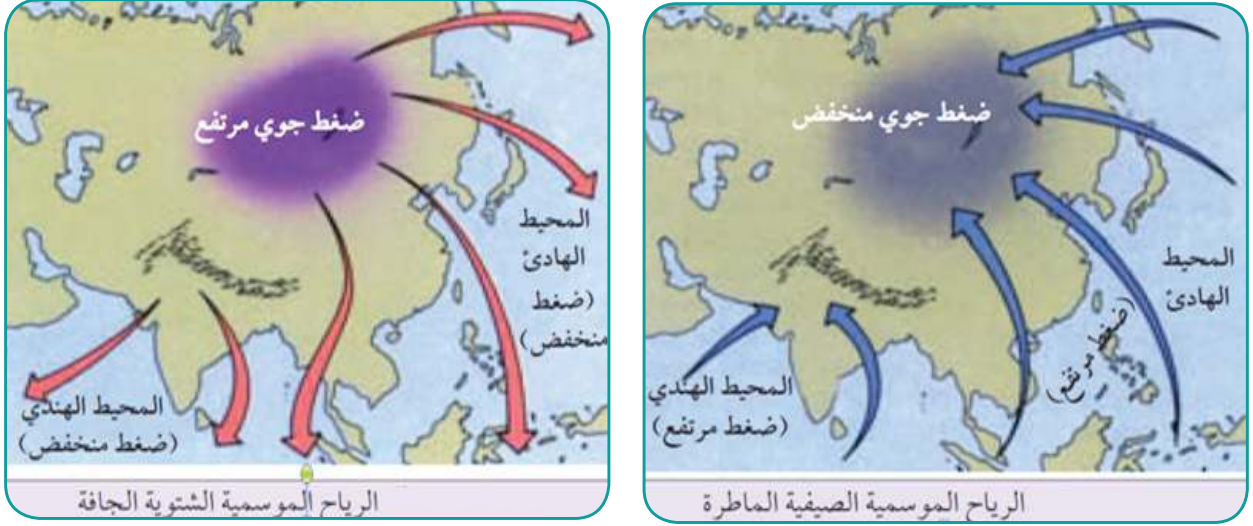 ضغط جوي منخفض
المحيط
الهادئ
(ضغط مرتفع)
المحيط الهندي
(ضغط مرتفع)
الرياح الموسمية الصيفية الماطرة
ضغط جوي مرتفع
المحيط
الهادئ
(ضغط
منخفض)
المحيط الهندي
(ضغط منخفض)
الرياح الموسمية الشتوية الجافة